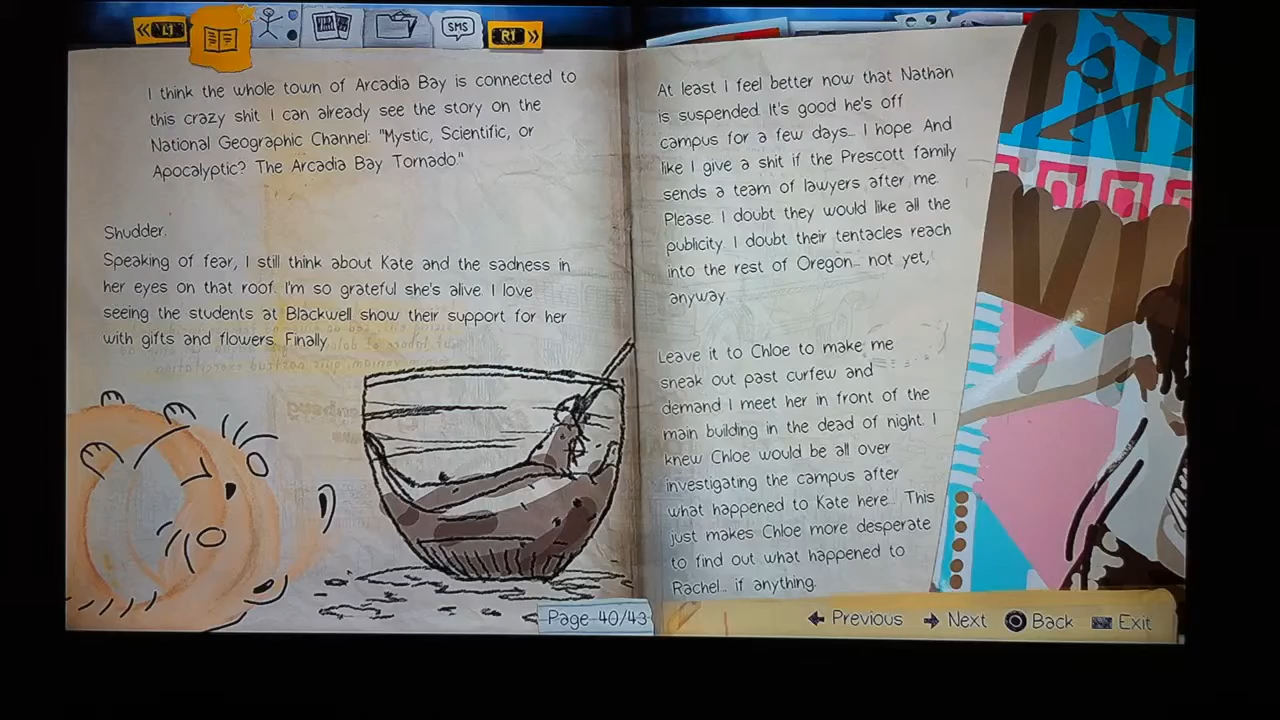 L1
SMS
R1
I think the whole town of Arcadia Bay is connected to
this crazy shit. I can already see the story on the
National Geographic Channel: "Mystic, Scientific, or
Apocalyptic? The Arcadia Bay Tornado."
Shudder.
Speaking of fear, I still think about Kate and the sadness in
her eyes on that roof. I'm so grateful she's alive. I love
seeing the students at Blackwell show their support for her
with gifts and flowers. Finally.
At least I feel better now that Nathan
is suspended. It's good he's off
campus for a few days... I hope. And
like I give a shit if the Prescott family
sends a team of lawyers after me.
Please. I doubt they would like all the
publicity. I doubt their tentacles reach
into the rest of Oregon... not yet,
anyway.
Leave it to Chloe to make me
sneak out past curfew and
demand I meet her in front of the
main building in the dead of night. I
knew Chloe would be all over
investigating the campus after
what happened to Kate here... This
just makes Chloe more desperate
to find out what happened to
Rachel... if anything.
Page 40/43
Previous Next Back Exit